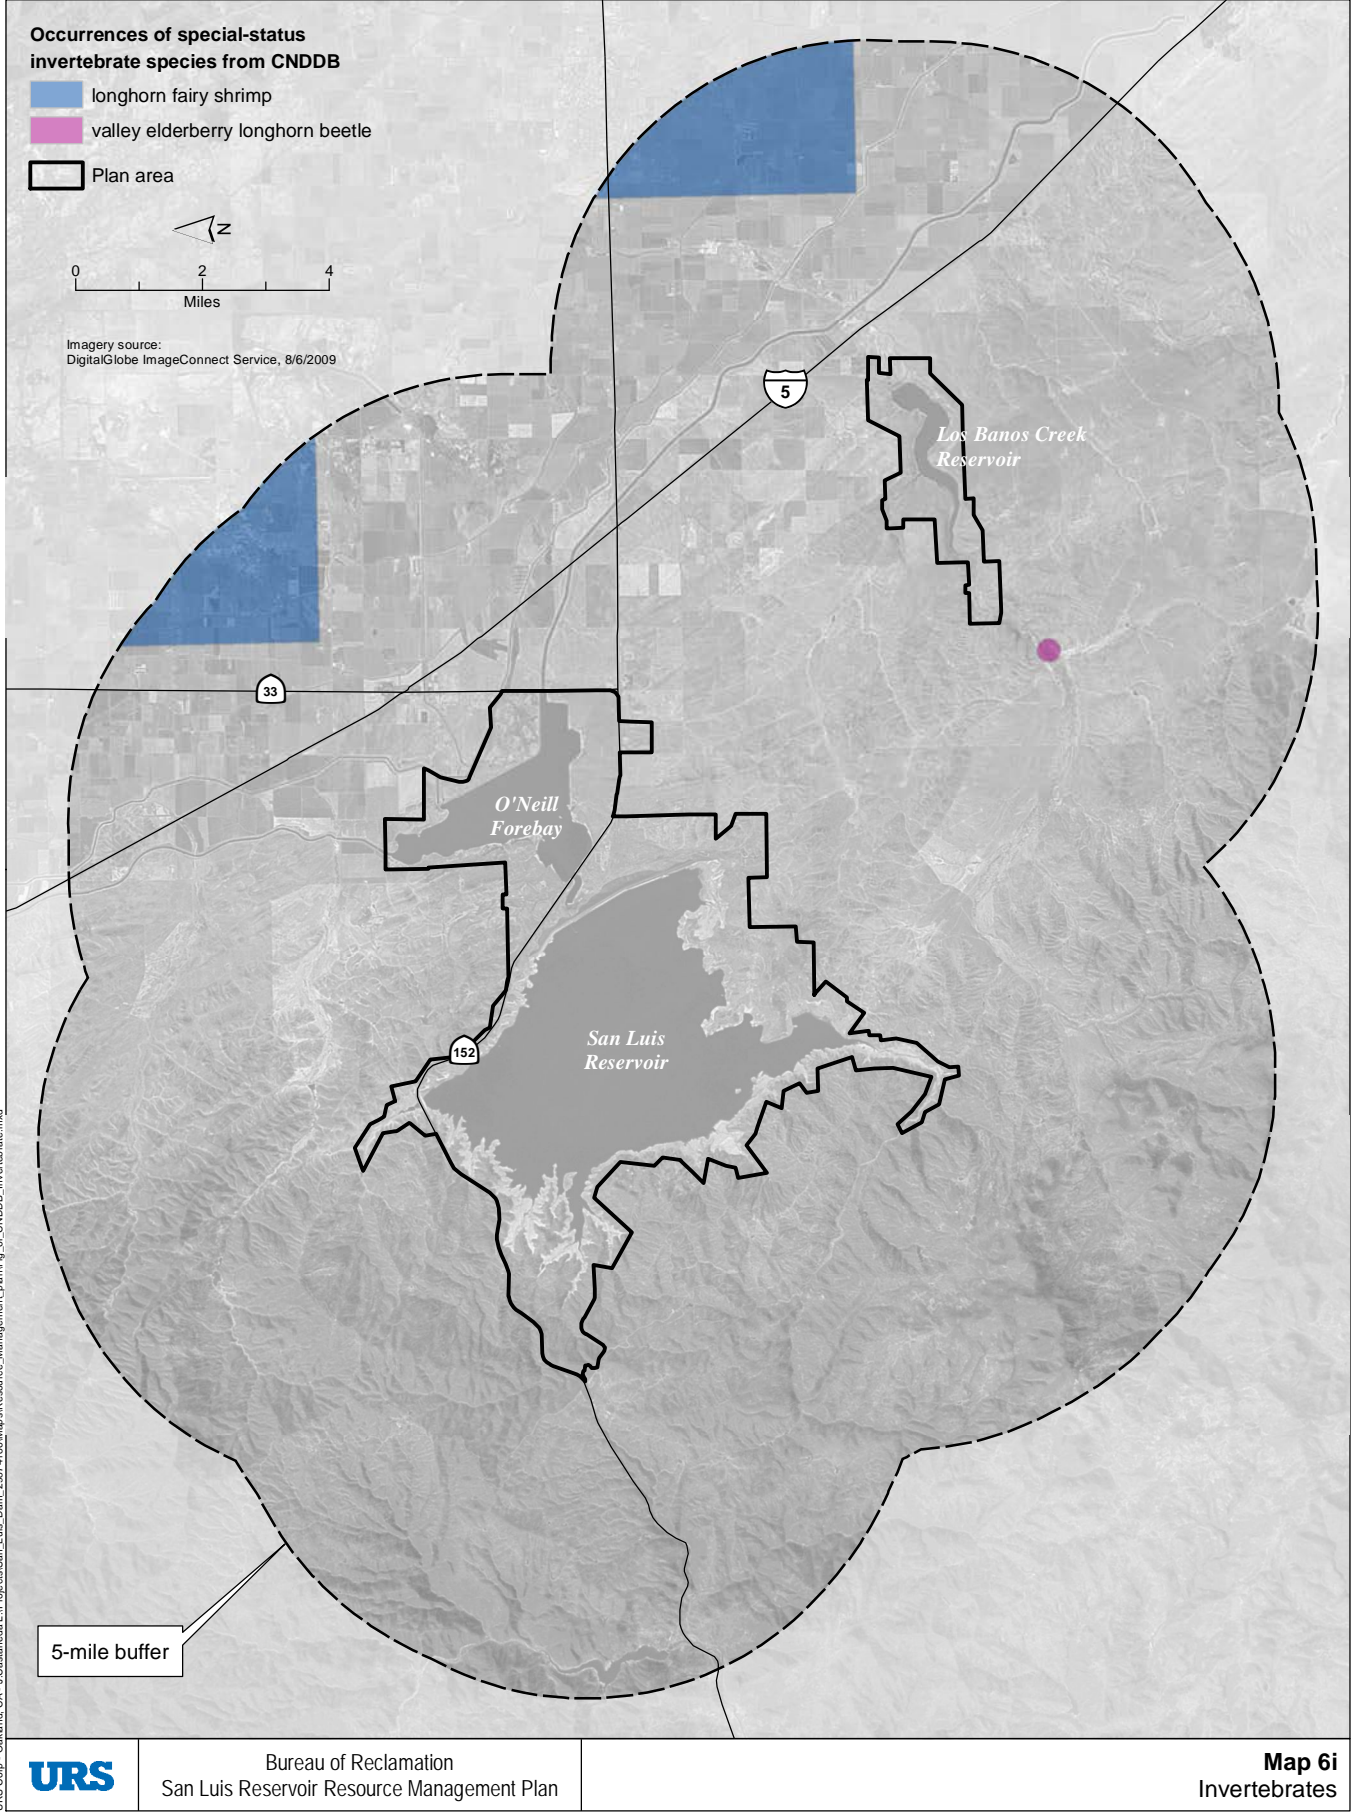 Occurrences of special-status
invertebrate species from CNDDB
longhorn fairy shrimp
valley elderberry longhorn beetle
Plan area
N
0 2 4
Miles
Imagery source:
DigitalGlobe ImageConnect Service, 8/6/2009
5
Los Banos Creek
Reservoir
33
O'Neill
Forebay
152
San Luis
Reservoir
5-mile buffer
URS
Bureau of Reclamation
San Luis Reservoir Resource Management Plan
Map 6i
Invertebrates